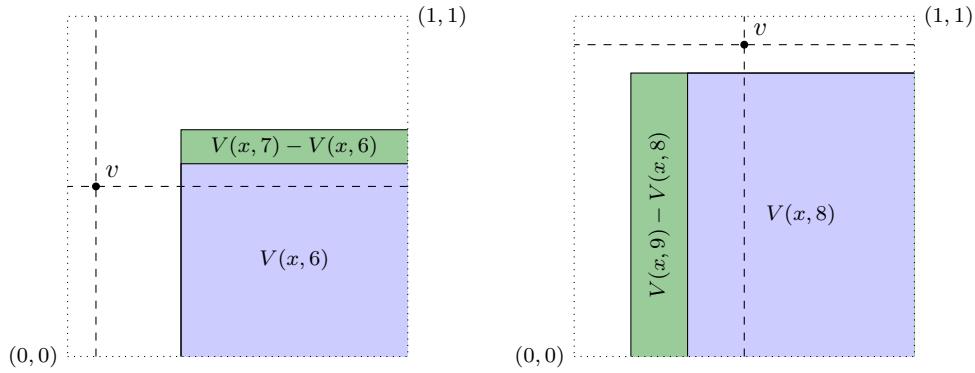 (1, 1)
v
V(x, 7) − V(x, 6)
V(x, 6)
(0, 0)
(1, 1)
v
V(x, 9) − V(x, 8)
V(x, 8)
(0, 0)